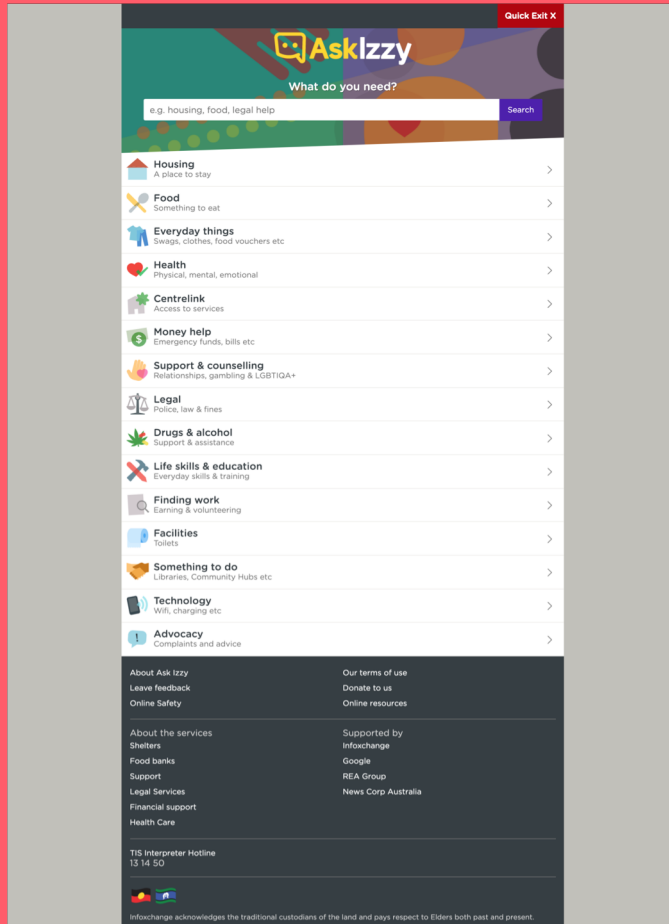 Quick Exit X
AskIzzy
What do you need?
e.g. housing, food, legal help
Search
Housing
A place to stay
Food
Something to eat
Everyday things
Swags, clothes, food vouchers etc
Health
Physical, mental, emotional
Centrelink
Access to services
Money help
Emergency funds, bills etc
Support & counselling
Relationships, gambling & LGBTIQA+
Legal
Police, law & fines
Drugs & alcohol
Support & assistance
Life skills & education
Everyday skills & training
Finding work
Earning & volunteering
Facilities
Toilets
Something to do
Libraries, Community Hubs etc
Technology
Wifi, charging etc
Advocacy
Complaints and advice
About Ask Izzy
Leave feedback
Online Safety
Our terms of use
Donate to us
Online resources
About the services
Shelters
Food banks
Support
Legal Services
Financial support
Health Care
Supported by
Infoxchange
Google
REA Group
News Corp Australia
TIS Interpreter Hotline
13 14 50
Infoxchange acknowledges the traditional custodians of the land and pays respect to Elders both past and present.